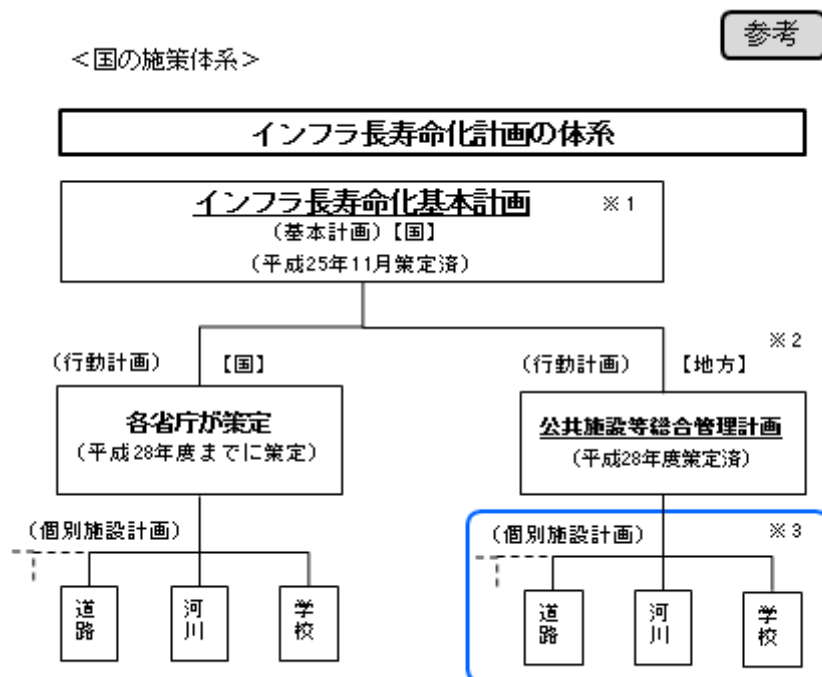 参考
＜国の施策体系＞
インフラ長寿命化計画の体系
インフラ長寿命化基本計画 ※1
（基本計画）【国】
（平成25年11月策定済）
※2
（行動計画） 【国】
（行動計画） 【地方】
各省庁が策定
（平成28年度までに策定）
公共施設等総合管理計画
（平成28年度策定済）
（個別施設計画）
（個別施設計画） ※3
道路
河川
学校
道路
河川
学校